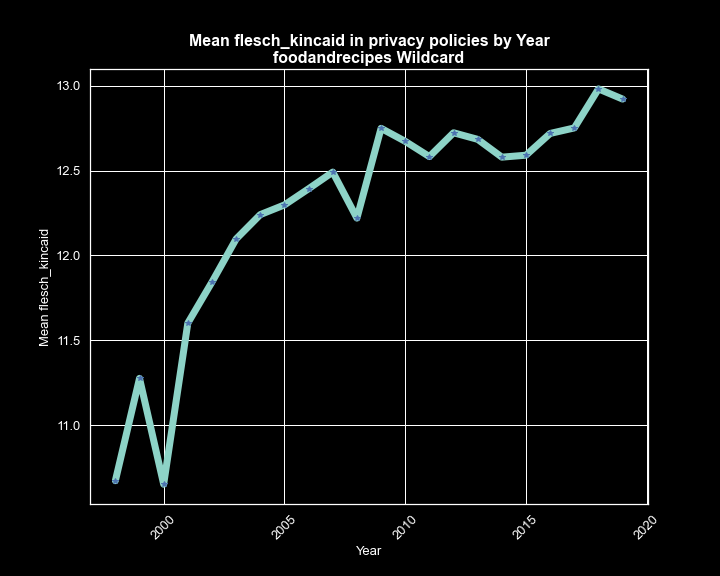 Mean flesch_kincaid in privacy policies by Year
foodandrecipes Wildcard
13.0
12.5
12.0
11.5
11.0
Mean flesch_kincaid
2000
2005
2010
2015
2020
Year